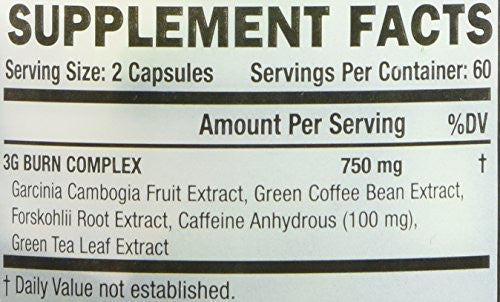 SUPPLEMENT FACTS
Serving Size: 2 Capsules Servings Per Container: 60
Amount Per Serving %DV
3G BURN COMPLEX 750 mg †
Garcinia Cambogia Fruit Extract, Green Coffee Bean Extract,
Forskohlii Root Extract, Caffeine Anhydrous (100 mg),
Green Tea Leaf Extract
† Daily Value not established.